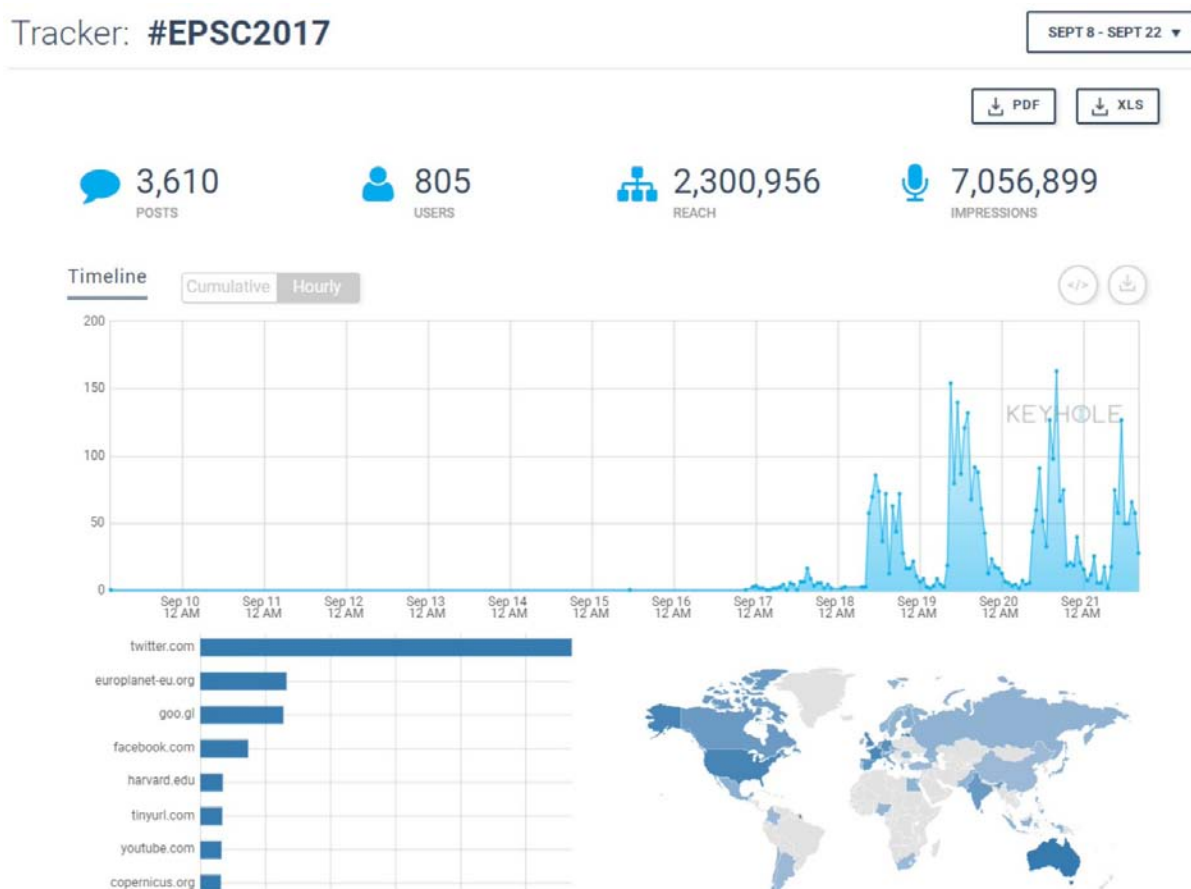 Tracker: #EPSC2017
SEPT 8 - SEPT 22
PDF
XLS
3,610
POSTS
805
USERS
2,300,956
REACH
7,056,899
IMPRESSIONS
Timeline
Cumulative
Hourly
</>
200
150
100
50
0
KEYHOLE
Sep 10
12 AM
Sep 11
12 AM
Sep 12
12 AM
Sep 13
12 AM
Sep 14
12 AM
Sep 15
12 AM
Sep 16
12 AM
Sep 17
12 AM
Sep 18
12 AM
Sep 19
12 AM
Sep 20
12 AM
Sep 21
12 AM
twitter.com
europlanet-eu.org
goo.gl
facebook.com
harvard.edu
tinyurl.com
youtube.com
copernicus.org